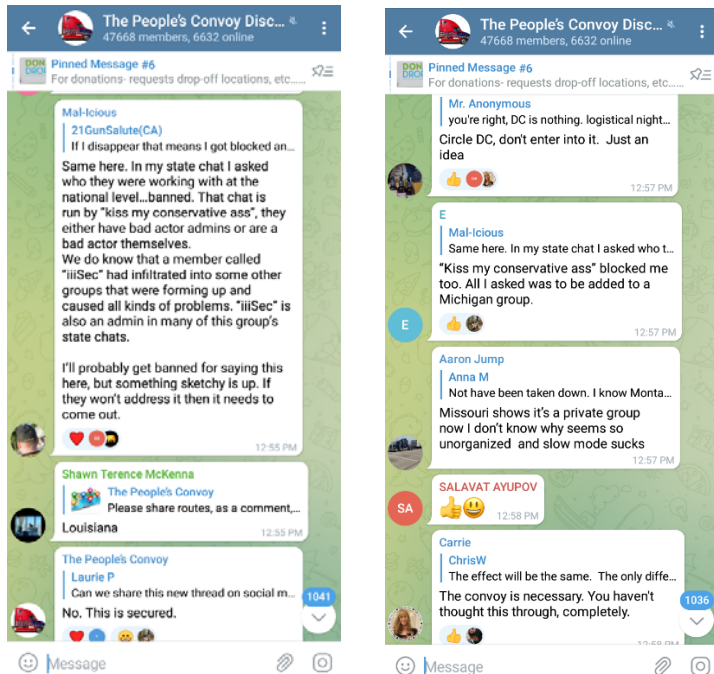 The People's Convoy Disc...
47668 members, 6632 online
DON
DRO
Pinned Message #6
For donations- requests drop-off locations, etc......
Mal-Icious
21GunSalute(CA)
If I disappear that means I got blocked an...
Same here. In my state chat I asked
who they were working with at the
national level...banned. That chat is
run by “kiss my conservative ass”, they
either have bad actor admins or are a
bad actor themselves.
We do know that a member called
“iiiSec” had infiltrated into some other
groups that were forming up and
caused all kinds of problems. “iiiSec” is
also an admin in many of this group's
state chats.
I'll probably get banned for saying this
here, but something sketchy is up. If
they won't address it then it needs to
come out.
12:55 PM
Shawn Terence McKenna
The People's Convoy
Please share routes, as a comment,...
Louisiana
12:55 PM
The People's Convoy
Laurie P
Can we share this new thread on social m...
No. This is secured.
1041
Message
The People's Convoy Disc...
47668 members, 6632 online
DON
DRO
Pinned Message #6
For donations- requests drop-off locations, etc......
Mr. Anonymous
you're right, DC is nothing. logistical night...
Circle DC, don't enter into it. Just an
idea
12:57 PM
E
Mal-Icious
Same here. In my state chat I asked who t...
“Kiss my conservative ass” blocked me
too. All I asked was to be added to a
Michigan group.
E
12:57 PM
Aaron Jump
Anna M
Not have been taken down. I know Monta...
Missouri shows it's a private group
now I don't know why seems so
unorganized and slow mode sucks
12:57 PM
SALAVAT AYUPOV
SA
12:58 PM
Carrie
ChrisW
The effect will be the same. The only diffe...
The convoy is necessary. You haven't
thought this through, completely.
1036
12:58 PM
Message